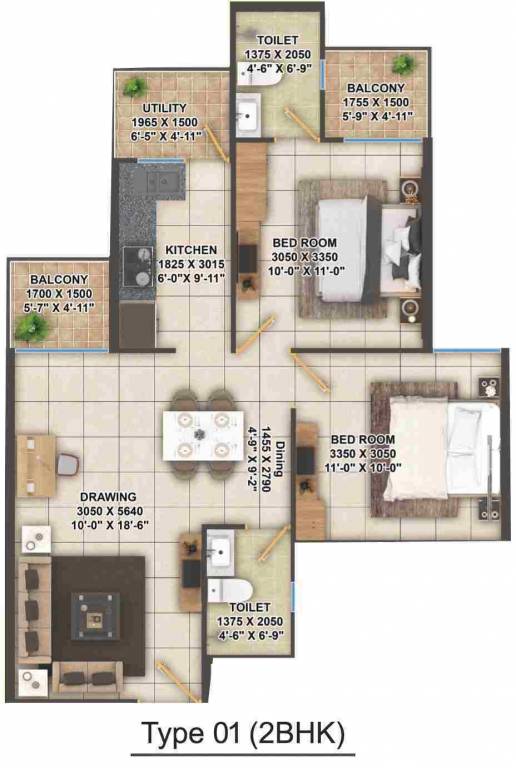 TOILET
1375 X 2050
4'-6" X 6'-9"
BALCONY
1755 X 1500
5'-9" X 4'-11"
UTILITY
1965 X 1500
6'-5" X 4'-11"
KITCHEN
1825 X 3015
6'-0"X 9'-11"
BED ROOM
3050 X 3350
10'-0" X 11'-0"
BALCONY
1700 X 1500
5'-7" X 4'-11"
Dining
1455 X 2790
4'-9" X 9'-2"
BED ROOM
3350 X 3050
11'-0" X 10'-0"
DRAWING
3050 X 5640
10'-0" X 18'-6"
TOILET
1375 X 2050
4'-6" X 6'-9"
Type 01 (2BHK)